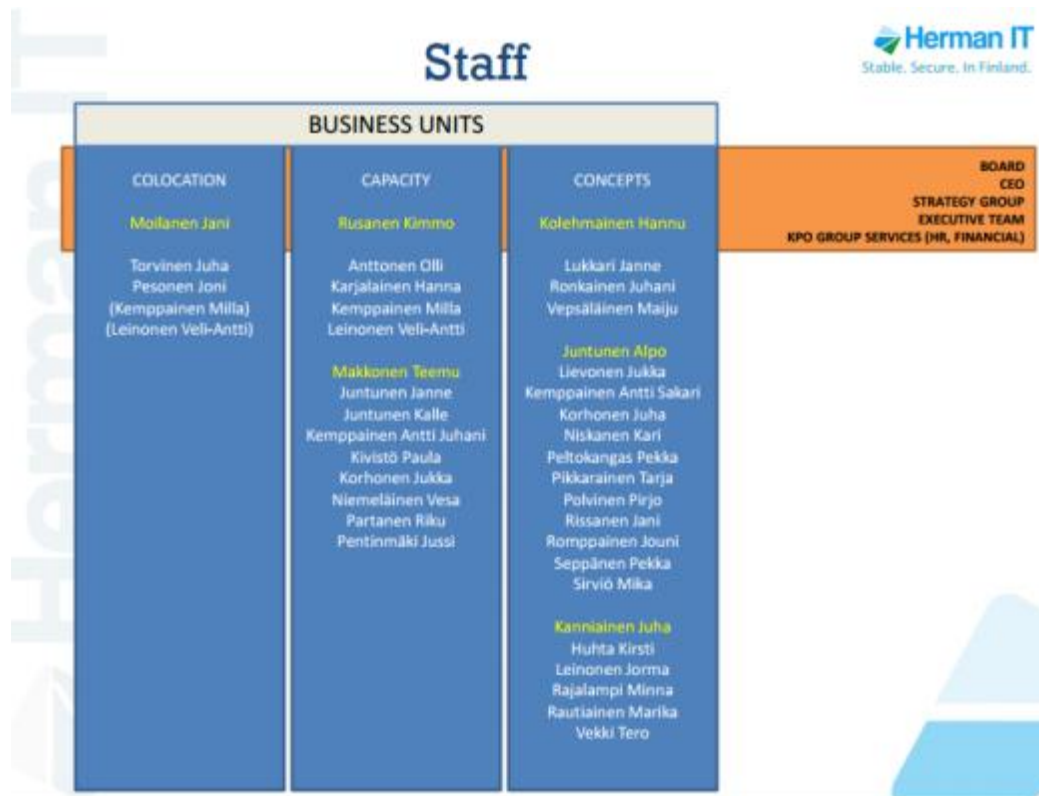 Herman IT
Staff
Herman IT
Stable. Secure. In Finland.
BUSINESS UNITS
COLOCATION
Moilanen Jani
Torvinen Juha
Pesonen Joni
(Kemppainen Milla)
(Leinonen Veli-Antti)
CAPACITY
Rusanen Kimmo
Anttonen Olli
Karjalainen Hanna
Kemppainen Milla
Leinonen Veli-Antti
Makkonen Teemu
Juntunen Janne
Juntunen Kalle
Kemppainen Antti Juhani
Kivistö Paula
Korhonen Jukka
Niemeläinen Vesa
Partanen Riku
Pentinmäki Jussi
CONCEPTS
Kolehmainen Hannu
Lukkari Janne
Ronkainen Juhani
Vepsäläinen Maiju
Juntunen Alpo
Lievonen Jukka
Kemppainen Antti Sakari
Korhonen Juha
Niskanen Kari
Peltokangas Pekka
Pikkarainen Tarja
Polvinen Pirjo
Rissanen Jani
Romppainen Jouni
Seppänen Pekka
Sirviö Mika
Kanniainen Juha
Huhta Kirsti
Leinonen Jorma
Rajalampi Minna
Rautiainen Marika
Vekki Tero
BOARD
CEO
STRATEGY GROUP
EXECUTIVE TEAM
KPO GROUP SERVICES (HR, FINANCIAL)